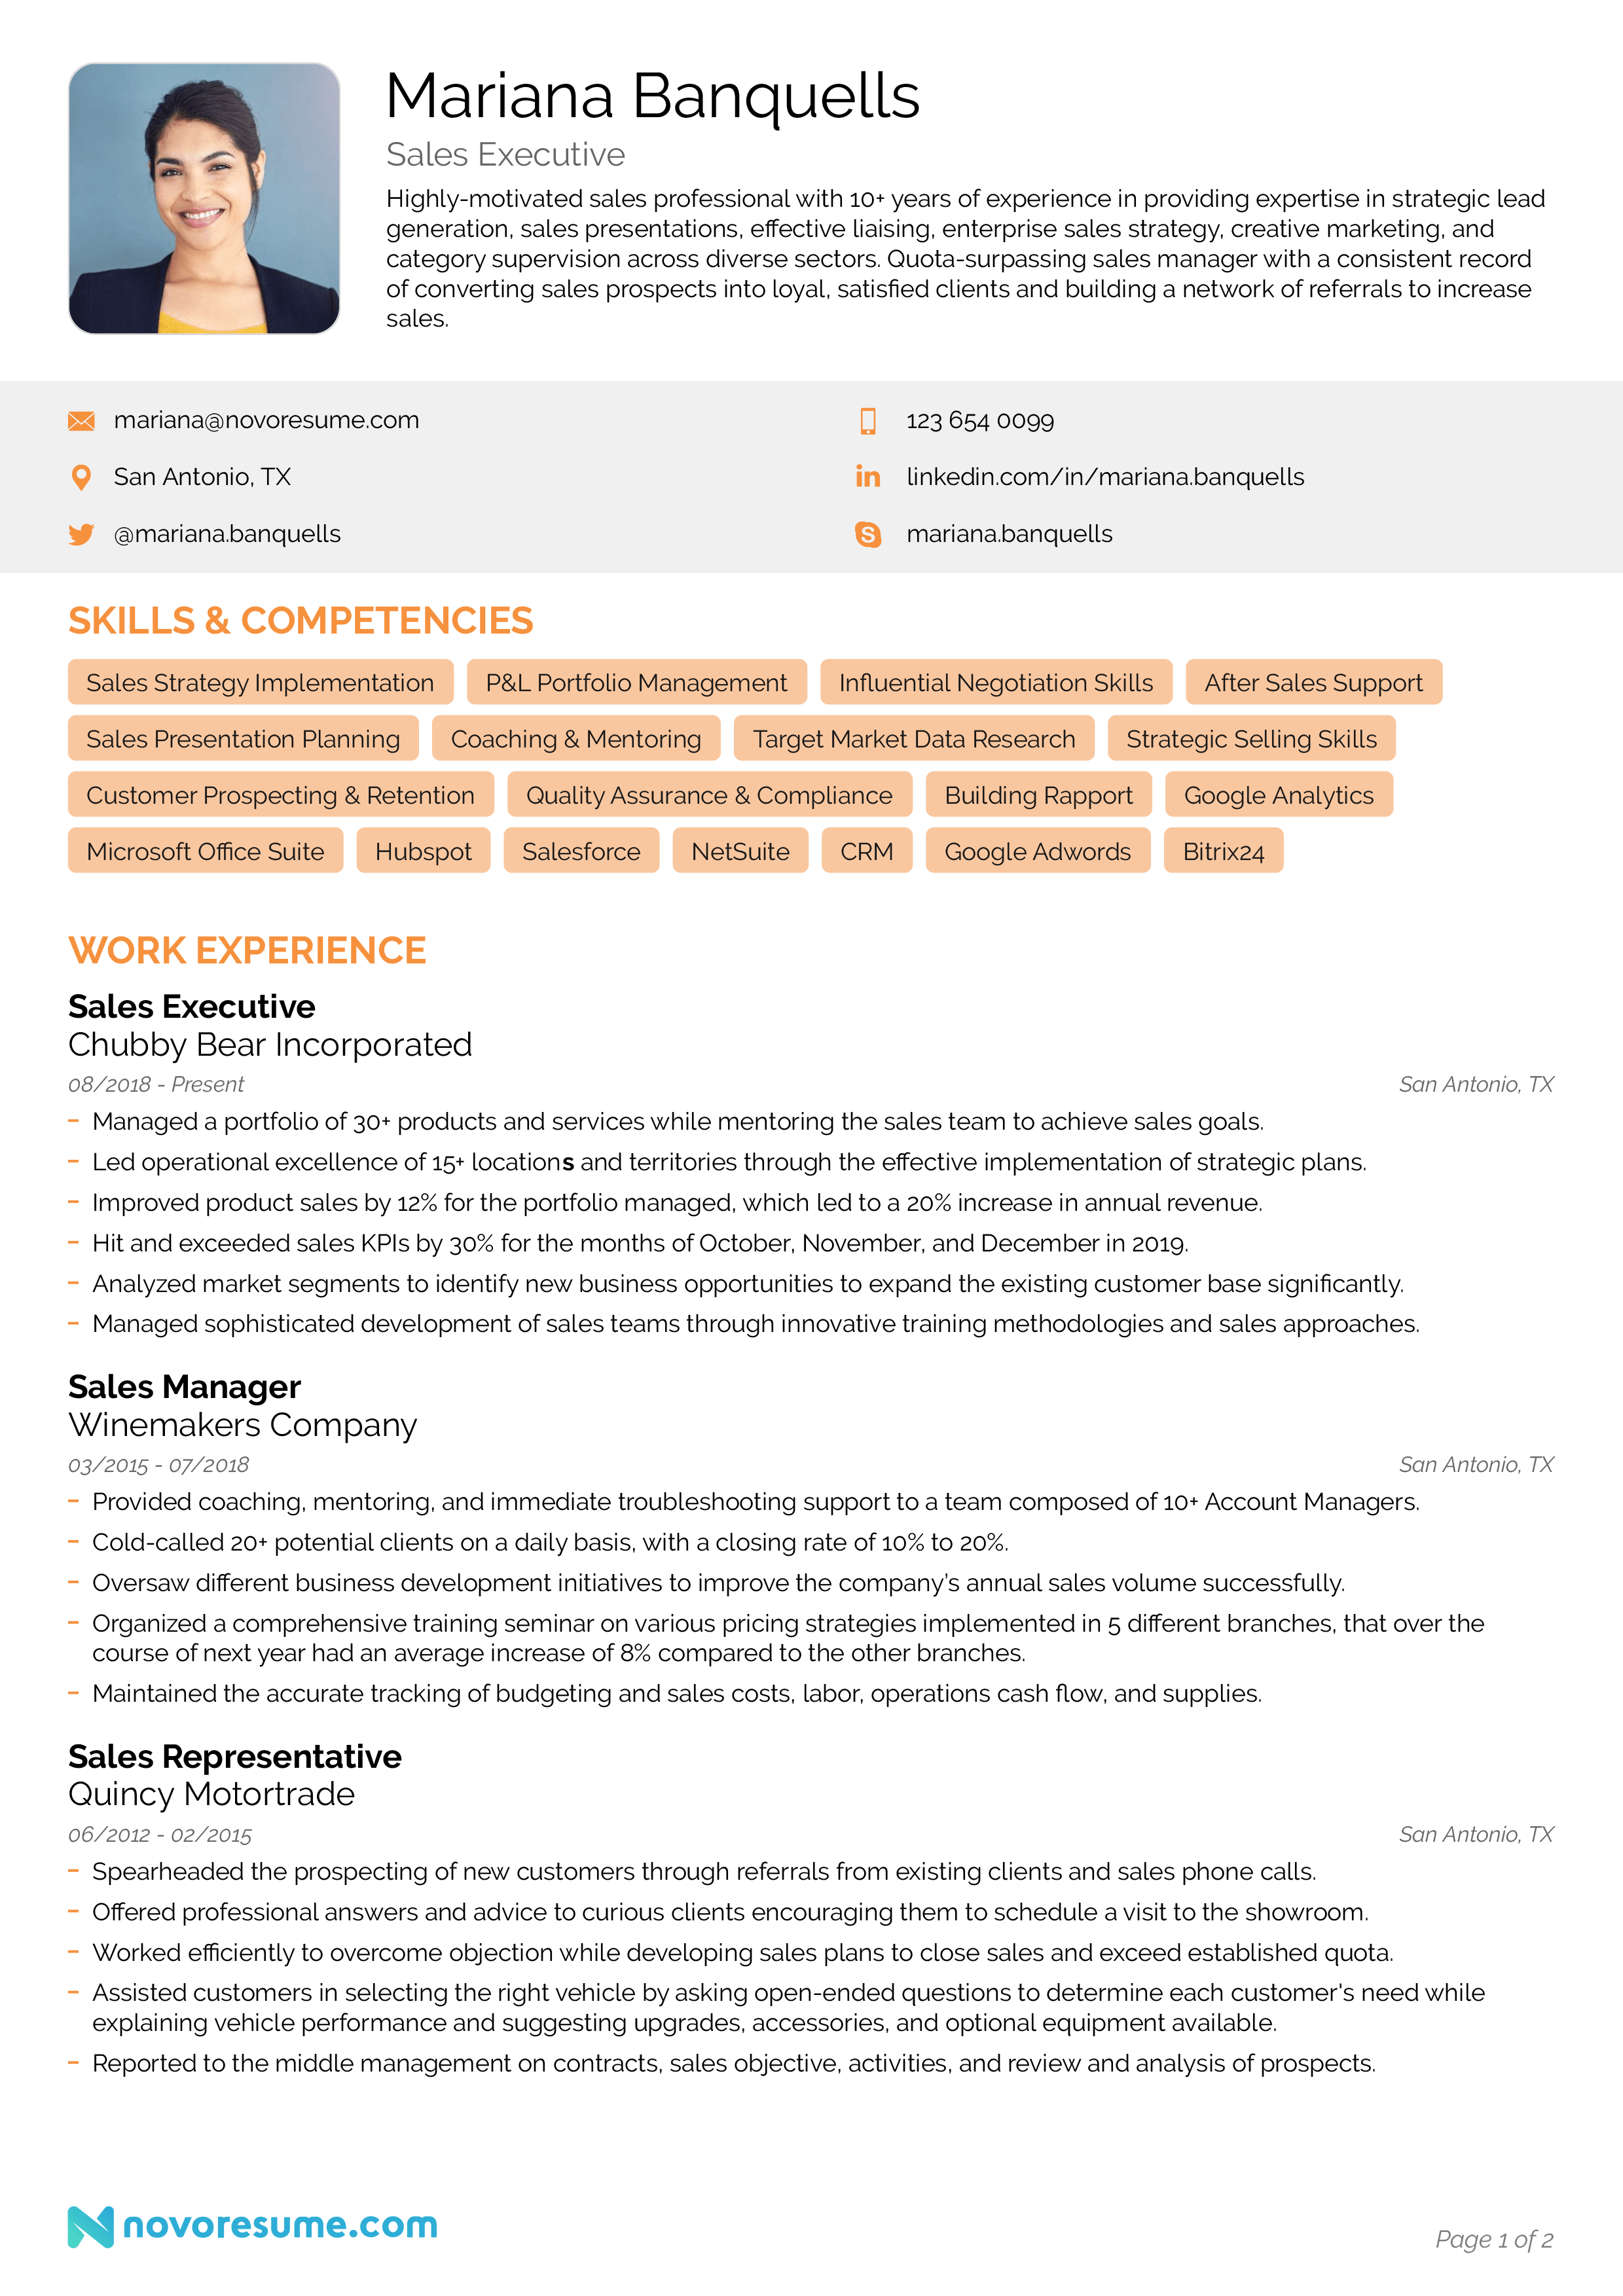 Mariana Banquells
Sales Executive
Highly-motivated sales professional with 10+ years of experience in providing expertise in strategic lead
generation, sales presentations, effective liaising, enterprise sales strategy, creative marketing, and
category supervision across diverse sectors. Quota-surpassing sales manager with a consistent record
of converting sales prospects into loyal, satisfied clients and building a network of referrals to increase
sales.
mariana@novoresume.com
123 654 0099
San Antonio, TX
linkedin.com/in/mariana.banquells
@mariana.banquells
mariana.banquells
SKILLS & COMPETENCIES
Sales Strategy Implementation P&L Portfolio Management Influential Negotiation Skills After Sales Support
Sales Presentation Planning Coaching & Mentoring Target Market Data Research Strategic Selling Skills
Customer Prospecting & Retention Quality Assurance & Compliance Building Rapport Google Analytics
Microsoft Office Suite Hubspot Salesforce NetSuite CRM Google Adwords Bitrix24
WORK EXPERIENCE
Sales Executive
Chubby Bear Incorporated
08/2018 - Present San Antonio, TX
– Managed a portfolio of 30+ products and services while mentoring the sales team to achieve sales goals.
– Led operational excellence of 15+ locations and territories through the effective implementation of strategic plans.
– Improved product sales by 12% for the portfolio managed, which led to a 20% increase in annual revenue.
– Hit and exceeded sales KPIs by 30% for the months of October, November, and December in 2019.
– Analyzed market segments to identify new business opportunities to expand the existing customer base significantly.
– Managed sophisticated development of sales teams through innovative training methodologies and sales approaches.
Sales Manager
Winemakers Company
03/2015 - 07/2018 San Antonio, TX
– Provided coaching, mentoring, and immediate troubleshooting support to a team composed of 10+ Account Managers.
– Cold-called 20+ potential clients on a daily basis, with a closing rate of 10% to 20%.
– Oversaw different business development initiatives to improve the company’s annual sales volume successfully.
– Organized a comprehensive training seminar on various pricing strategies implemented in 5 different branches, that over the
course of next year had an average increase of 8% compared to the other branches.
– Maintained the accurate tracking of budgeting and sales costs, labor, operations cash flow, and supplies.
Sales Representative
Quincy Motortrade
06/2012 - 02/2015 San Antonio, TX
– Spearheaded the prospecting of new customers through referrals from existing clients and sales phone calls.
– Offered professional answers and advice to curious clients encouraging them to schedule a visit to the showroom.
– Worked efficiently to overcome objection while developing sales plans to close sales and exceed established quota.
– Assisted customers in selecting the right vehicle by asking open-ended questions to determine each customer's need while
explaining vehicle performance and suggesting upgrades, accessories, and optional equipment available.
– Reported to the middle management on contracts, sales objective, activities, and review and analysis of prospects.
novoresume.com
Page 1 of 2